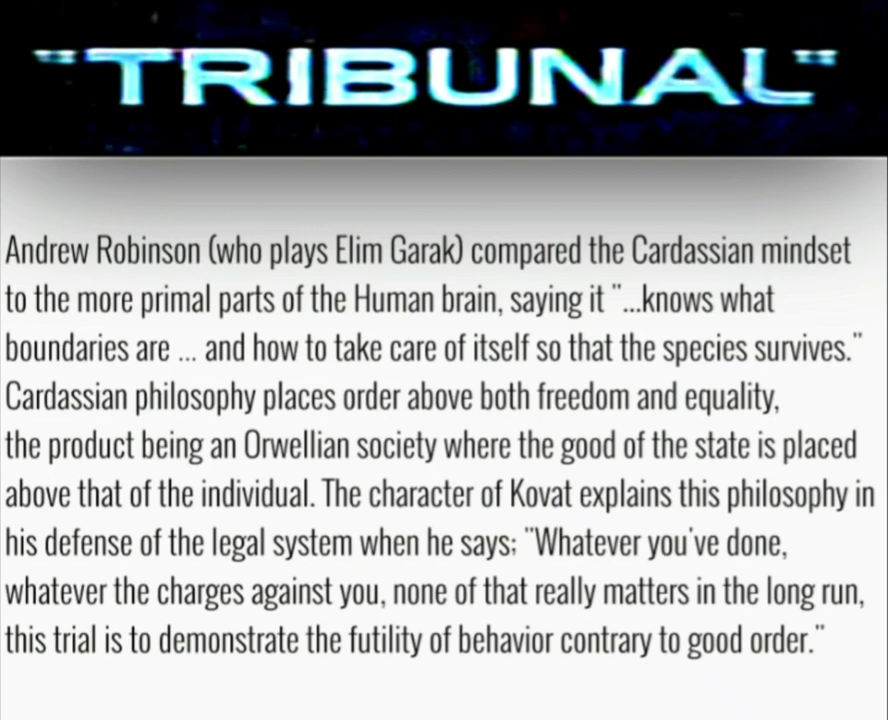 "TRIBUNAL"
Andrew Robinson (who plays Elim Garak) compared the Cardassian mindset
to the more primal parts of the Human brain, saying it "...knows what
boundaries are ... and how to take care of itself so that the species survives."
Cardassian philosophy places order above both freedom and equality,
the product being an Orwellian society where the good of the state is placed
above that of the individual. The character of Kovat explains this philosophy in
his defense of the legal system when he says; "Whatever you've done,
whatever the charges against you, none of that really matters in the long run,
this trial is to demonstrate the futility of behavior contrary to good order."